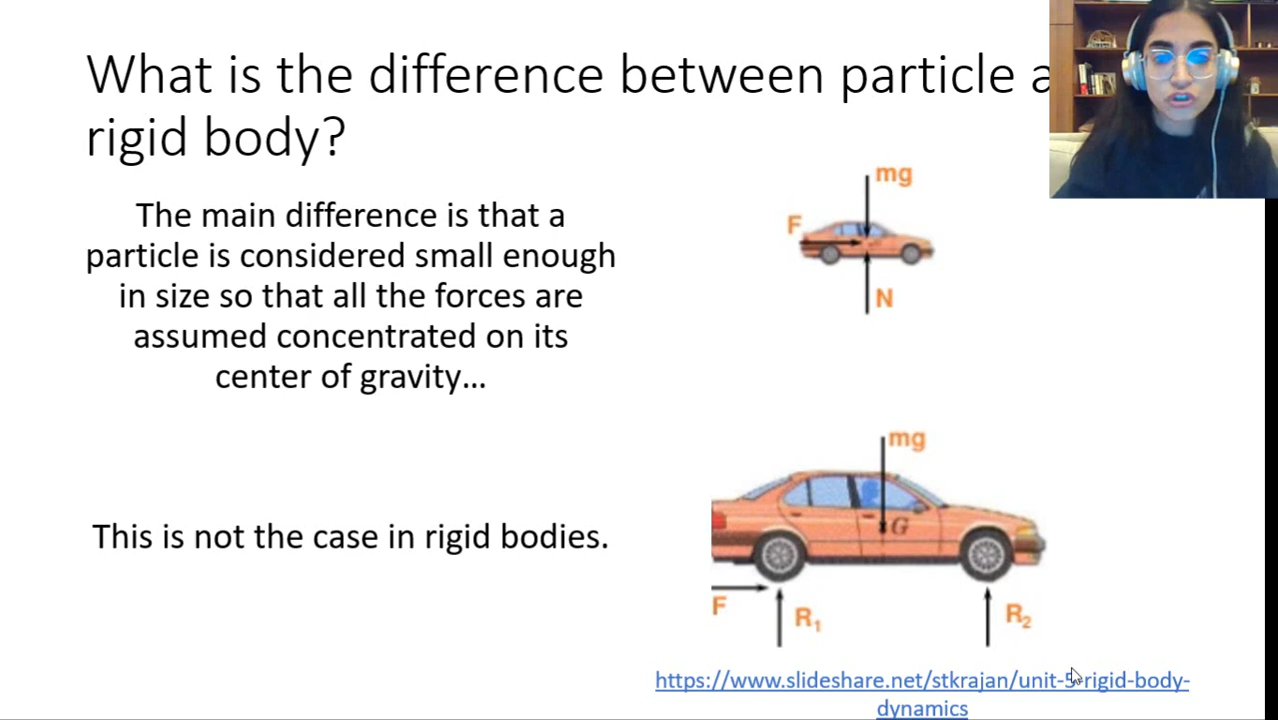 What is the difference between particle a
rigid body?
The main difference is that a
particle is considered small enough
in size so that all the forces are
assumed concentrated on its
center of gravity...
This is not the case in rigid bodies.
mg
F
N
mg
G
F
R₁
R₂
https://www.slideshare.net/stkrajan/unit-5-rigid-body-
dynamics